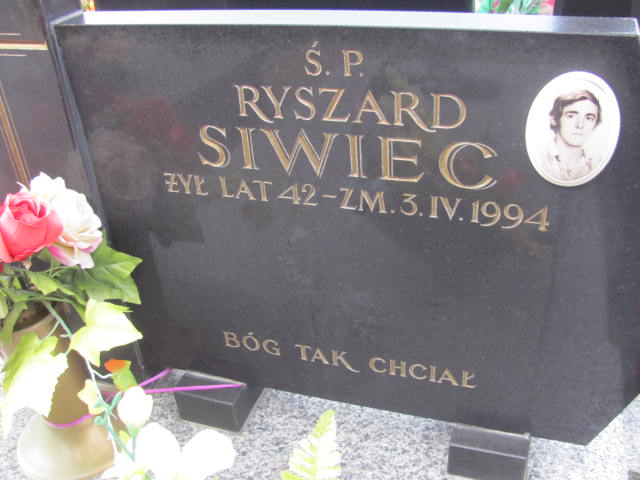 Ś. P.
RYSZARD
SIWIEC
ŻYŁ LAT 42 - ZM. 3. IV. 1994
BÓG TAK CHCIAŁ